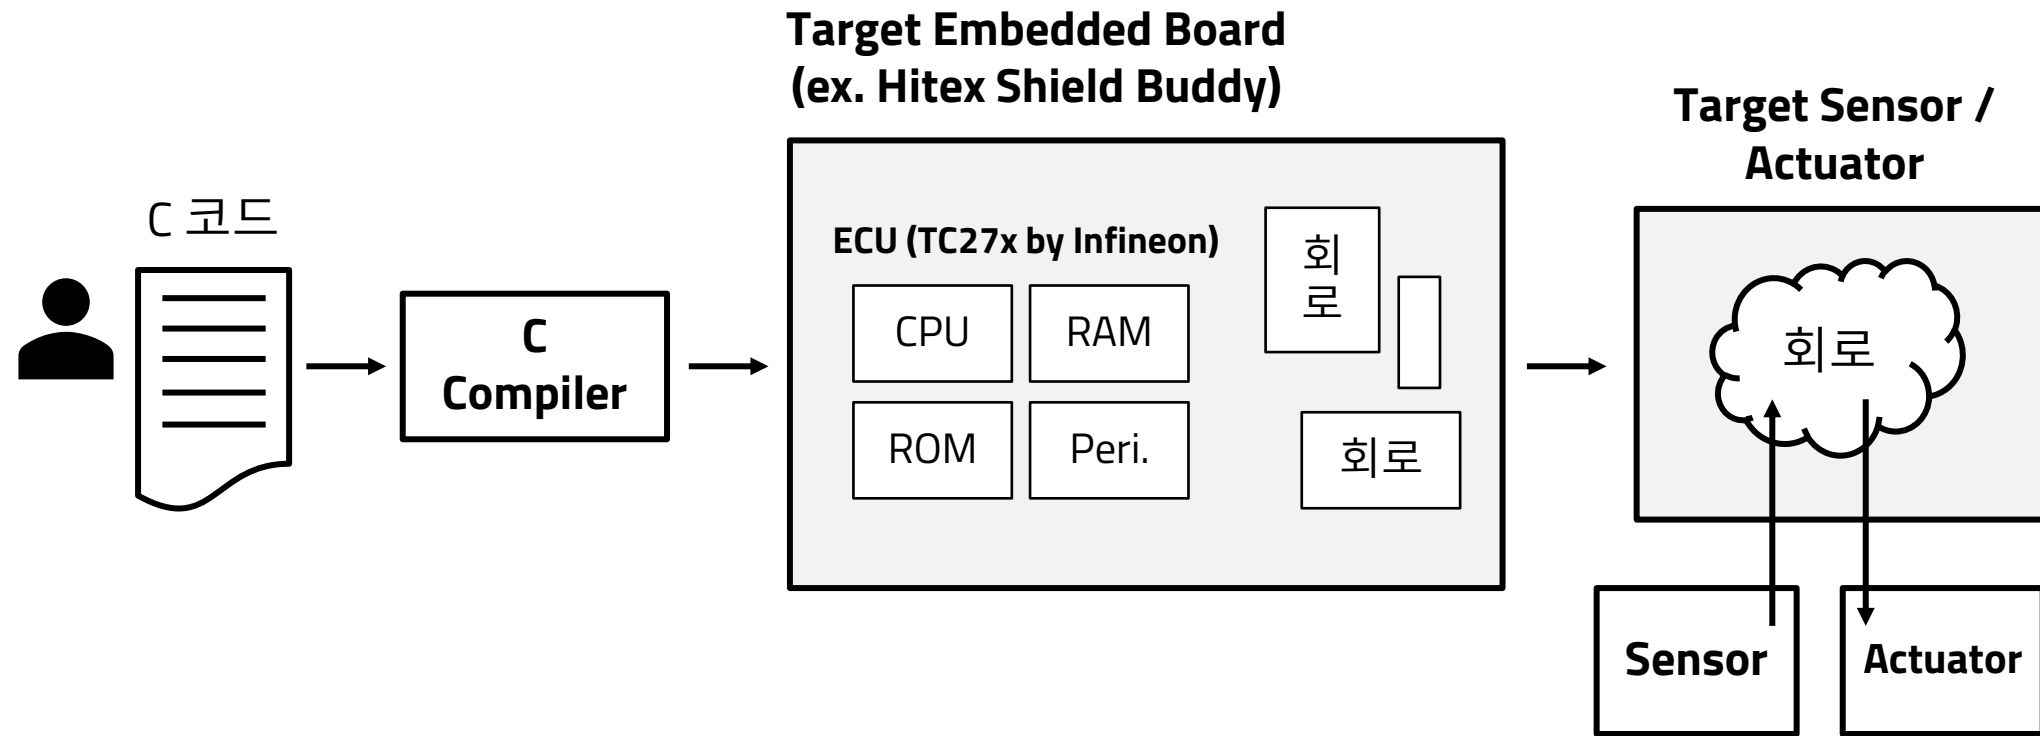 Target Embedded Board
(ex. Hitex Shield Buddy)
Target Sensor /
Actuator
C 코드
C
Compiler
ECU (TC27x by Infineon)
CPU
RAM
ROM
Peri.
회
로
회로
회로
Sensor
Actuator